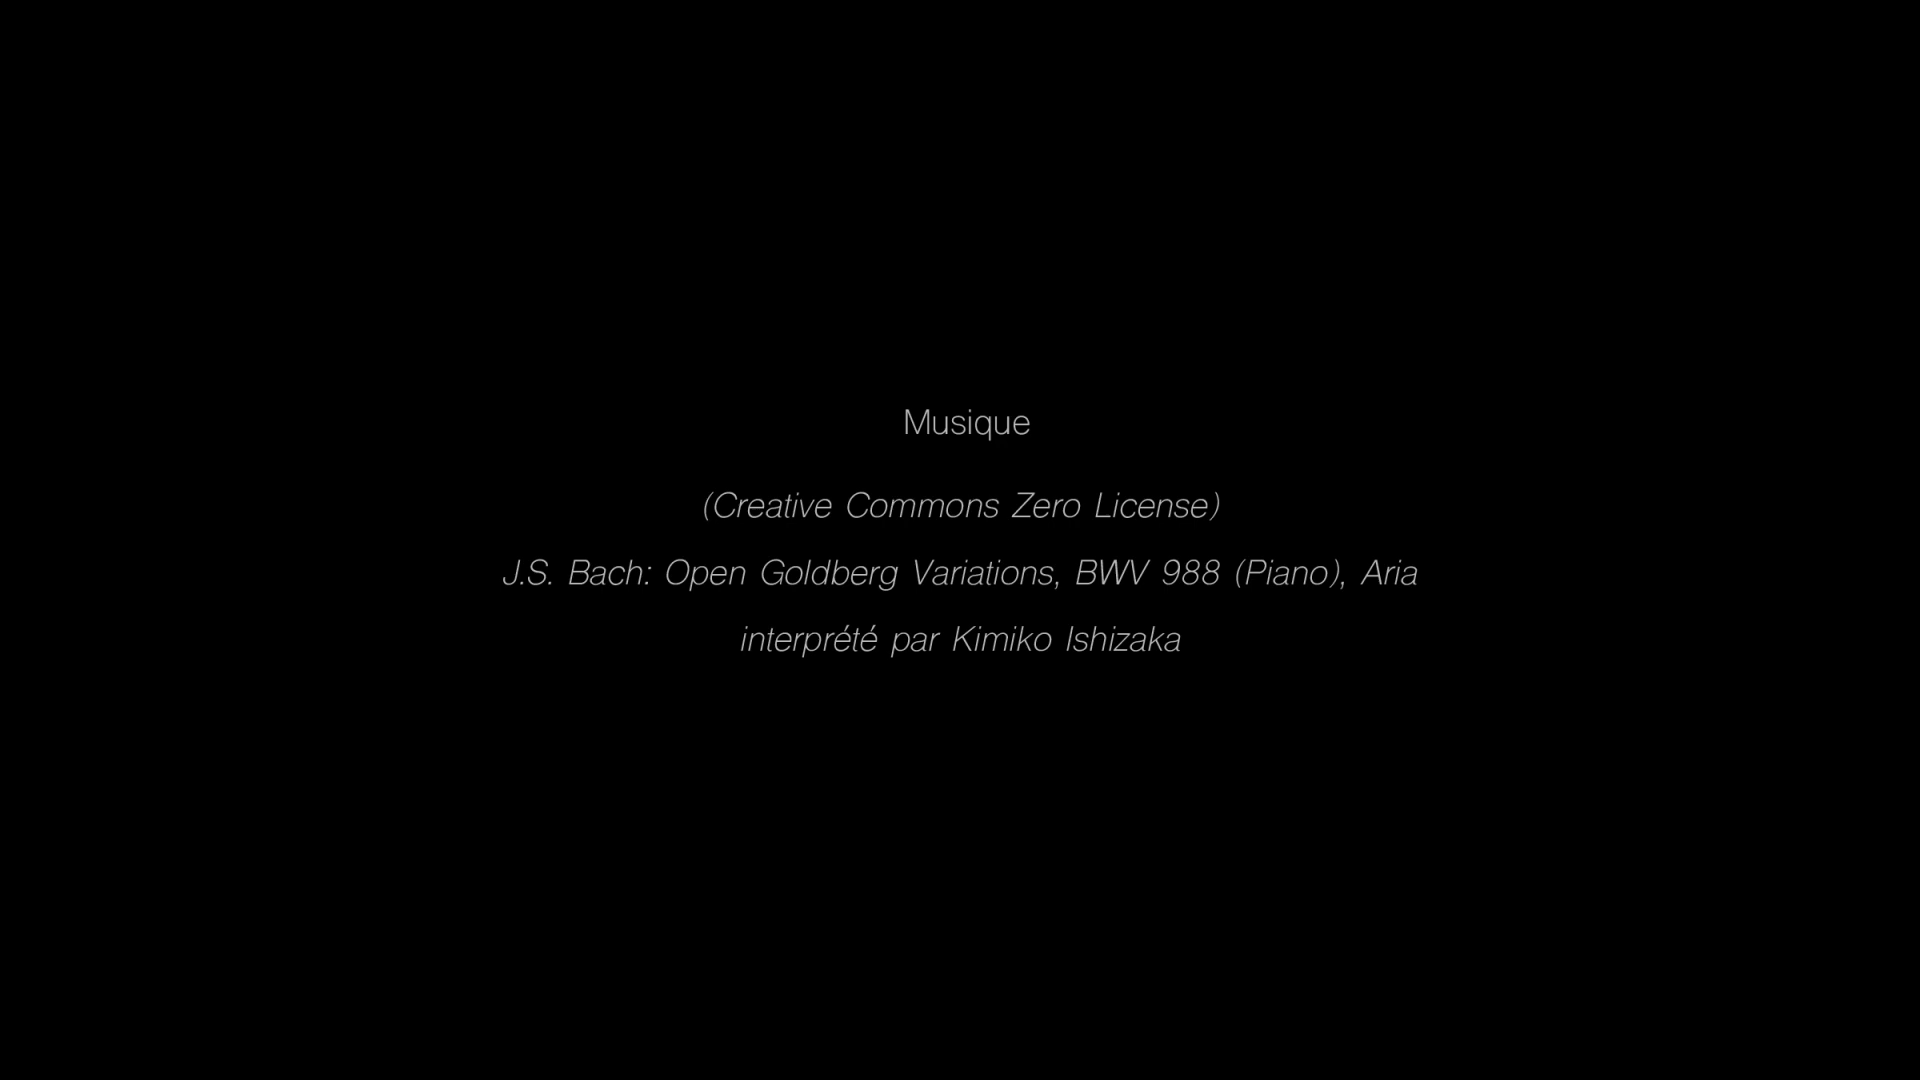 Musique
(Creative Commons Zero License)
J.S. Bach: Open Goldberg Variations, BWV 988 (Piano), Aria
interprété par Kimiko Ishizaka